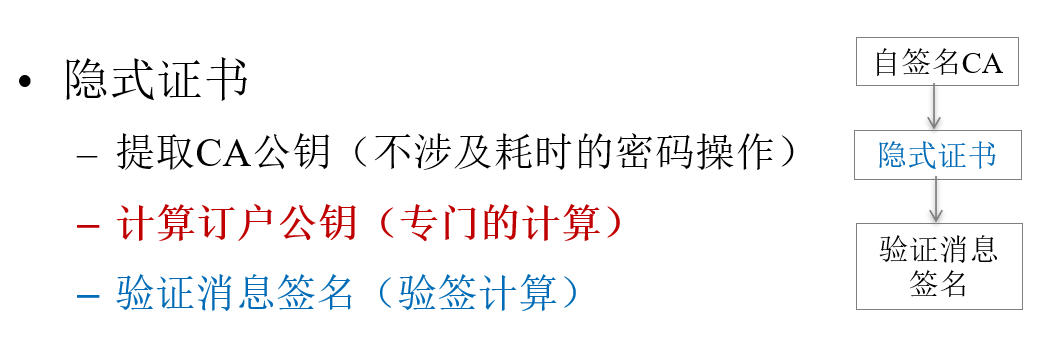 • 隐式证书
– 提取CA公钥（不涉及耗时的密码操作）
– 计算订户公钥（专门的计算）
– 验证消息签名（验签计算）
自签名CA
隐式证书
验证消息
签名